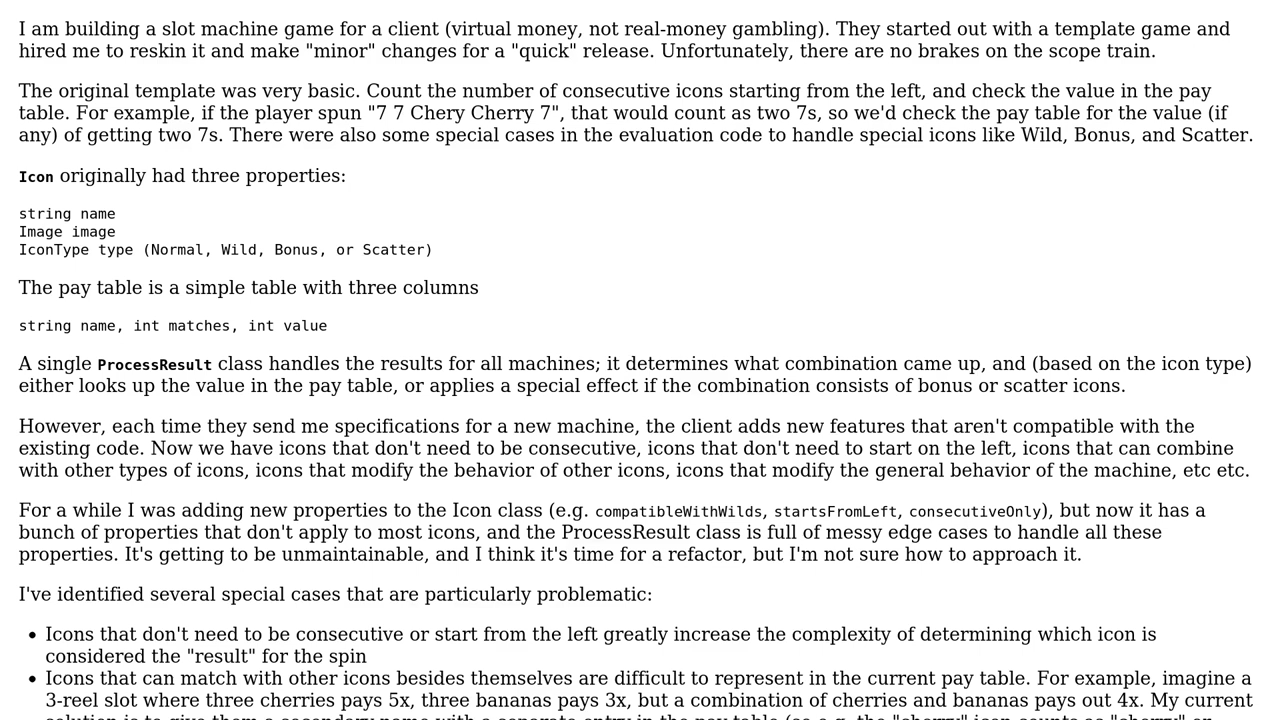 I am building a slot machine game for a client (virtual money, not real-money gambling). They started out with a template game and
hired me to reskin it and make "minor" changes for a "quick" release. Unfortunately, there are no brakes on the scope train.
The original template was very basic. Count the number of consecutive icons starting from the left, and check the value in the pay
table. For example, if the player spun "7 7 Chery Cherry 7", that would count as two 7s, so we'd check the pay table for the value (if
any) of getting two 7s. There were also some special cases in the evaluation code to handle special icons like Wild, Bonus, and Scatter.
Icon originally had three properties:
string name
Image image
IconType type (Normal, Wild, Bonus, or Scatter)
The pay table is a simple table with three columns
string name, int matches, int value
A single ProcessResult class handles the results for all machines; it determines what combination came up, and (based on the icon type)
either looks up the value in the pay table, or applies a special effect if the combination consists of bonus or scatter icons.
However, each time they send me specifications for a new machine, the client adds new features that aren't compatible with the
existing code. Now we have icons that don't need to be consecutive, icons that don't need to start on the left, icons that can combine
with other types of icons, icons that modify the behavior of other icons, icons that modify the general behavior of the machine, etc etc.
For a while I was adding new properties to the Icon class (e.g. compatibleWithWilds, startsFromLeft, consecutiveOnly), but now it has a
bunch of properties that don't apply to most icons, and the ProcessResult class is full of messy edge cases to handle all these
properties. It's getting to be unmaintainable, and I think it's time for a refactor, but I'm not sure how to approach it.
I've identified several special cases that are particularly problematic:
• Icons that don't need to be consecutive or start from the left greatly increase the complexity of determining which icon is
considered the "result" for the spin
• Icons that can match with other icons besides themselves are difficult to represent in the current pay table. For example, imagine a
3-reel slot where three cherries pays 5x, three bananas pays 3x, but a combination of cherries and bananas pays out 4x. My current